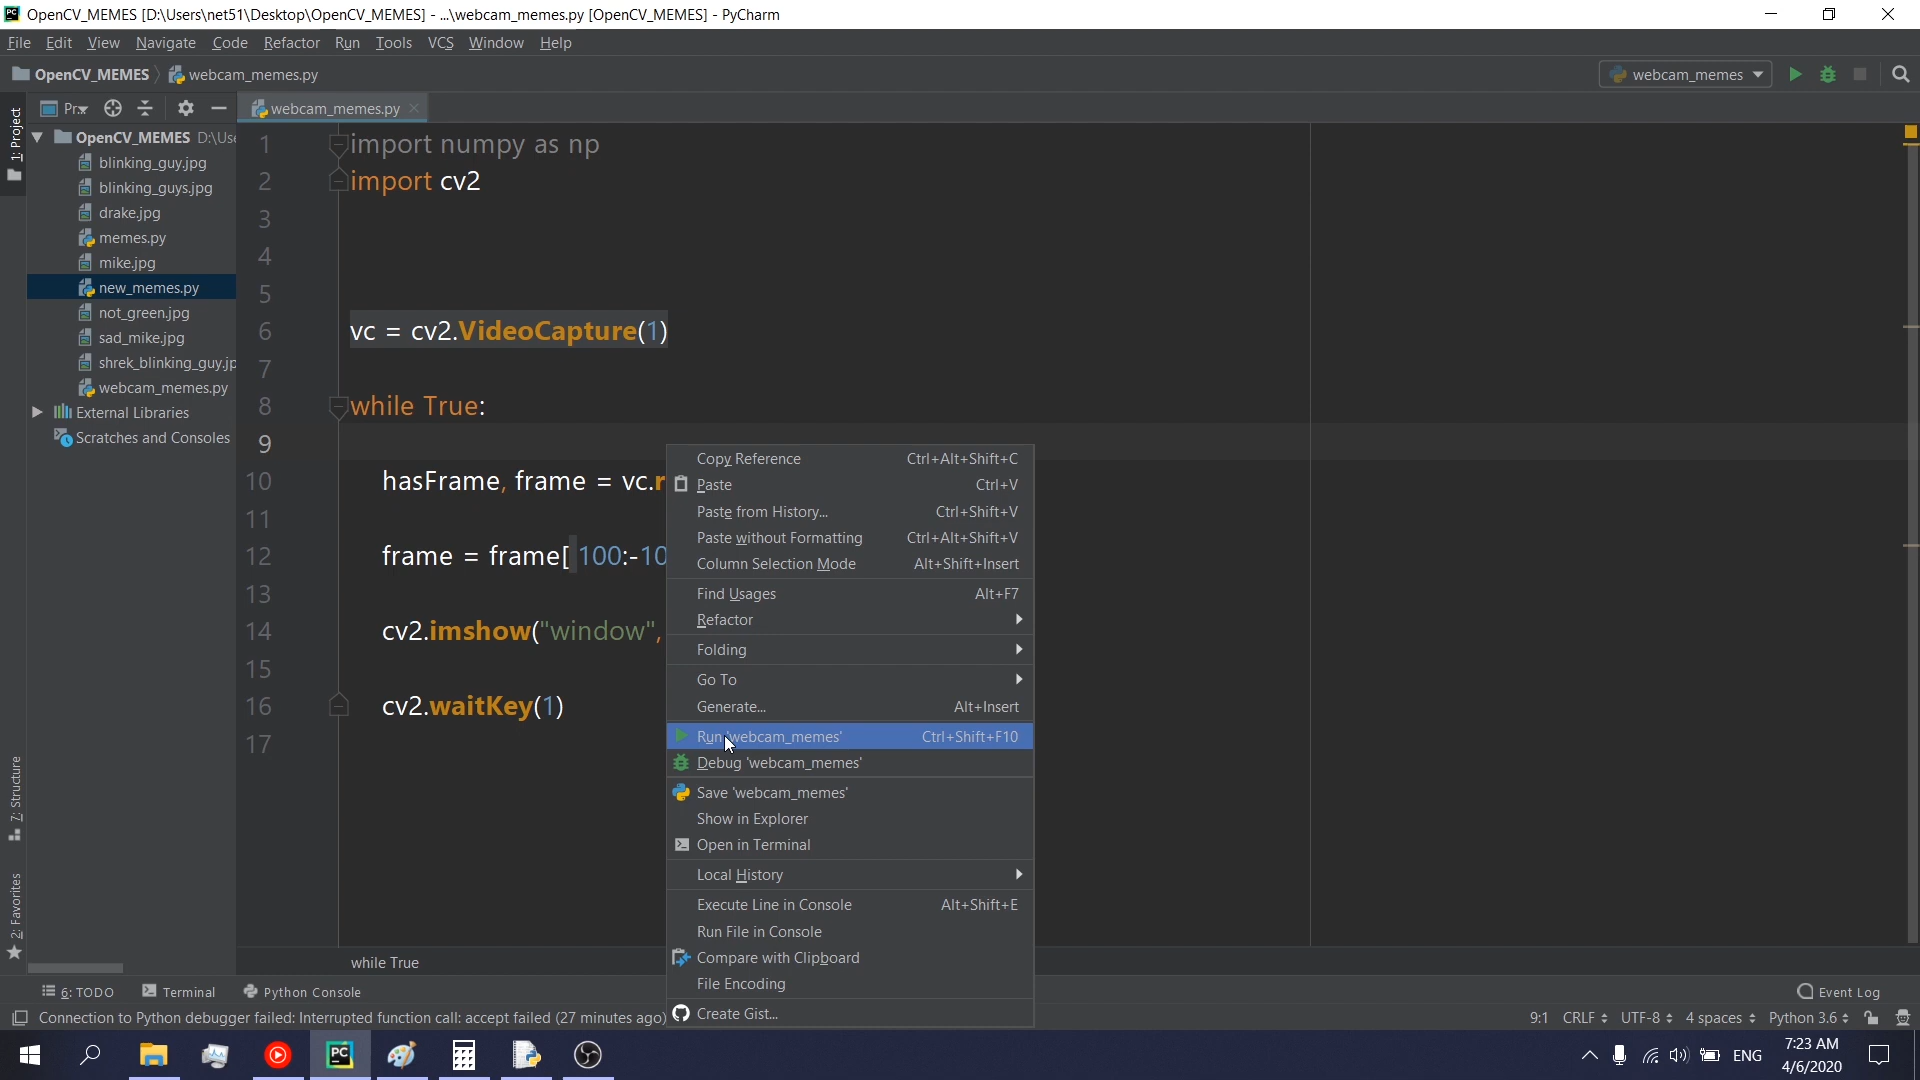 OpenCV_MEMES [D:\Users\net51\Desktop\OpenCV_MEMES] - ...\webcam_memes.py [OpenCV_MEMES] - PyCharm
File Edit View Navigate Code Refactor Run Tools VCS Window Help
OpenCV_MEMES webcam_memes.py
webcam_memes
Pr...
webcam_memes.py
1: Project
7: Structure
2: Favorites
OpenCV_MEMES D:\Use
blinking_guy.jpg
blinking_guys.jpg
drake.jpg
memes.py
mike.jpg
new_memes.py
not_green.jpg
sad_mike.jpg
shrek_blinking_guy.jp
webcam_memes.py
External Libraries
Scratches and Consoles
1 import numpy as np
2 import cv2
3
4
5
6 vc = cv2.VideoCapture(1)
7
8 while True:
9
10 hasFrame, frame = vc.r
11
12 frame = frame[ 100:-10
13
14 cv2.imshow("window",
15
16 cv2.waitKey(1)
17
Copy Reference Ctrl+Alt+Shift+C
Paste Ctrl+V
Paste from History... Ctrl+Shift+V
Paste without Formatting Ctrl+Alt+Shift+V
Column Selection Mode Alt+Shift+Insert
Find Usages Alt+F7
Refactor
Folding
Go To
Generate... Alt+Insert
Run 'webcam_memes' Ctrl+Shift+F10
Debug 'webcam_memes'
Save 'webcam_memes'
Show in Explorer
Open in Terminal
Local History
Execute Line in Console Alt+Shift+E
Run File in Console
Compare with Clipboard
File Encoding
Create Gist...
while True
6: TODO Terminal Python Console Event Log
Connection to Python debugger failed: Interrupted function call: accept failed (27 minutes ago)
9:1 CRLF UTF-8 4 spaces Python 3.6
ENG
7:23 AM
4/6/2020